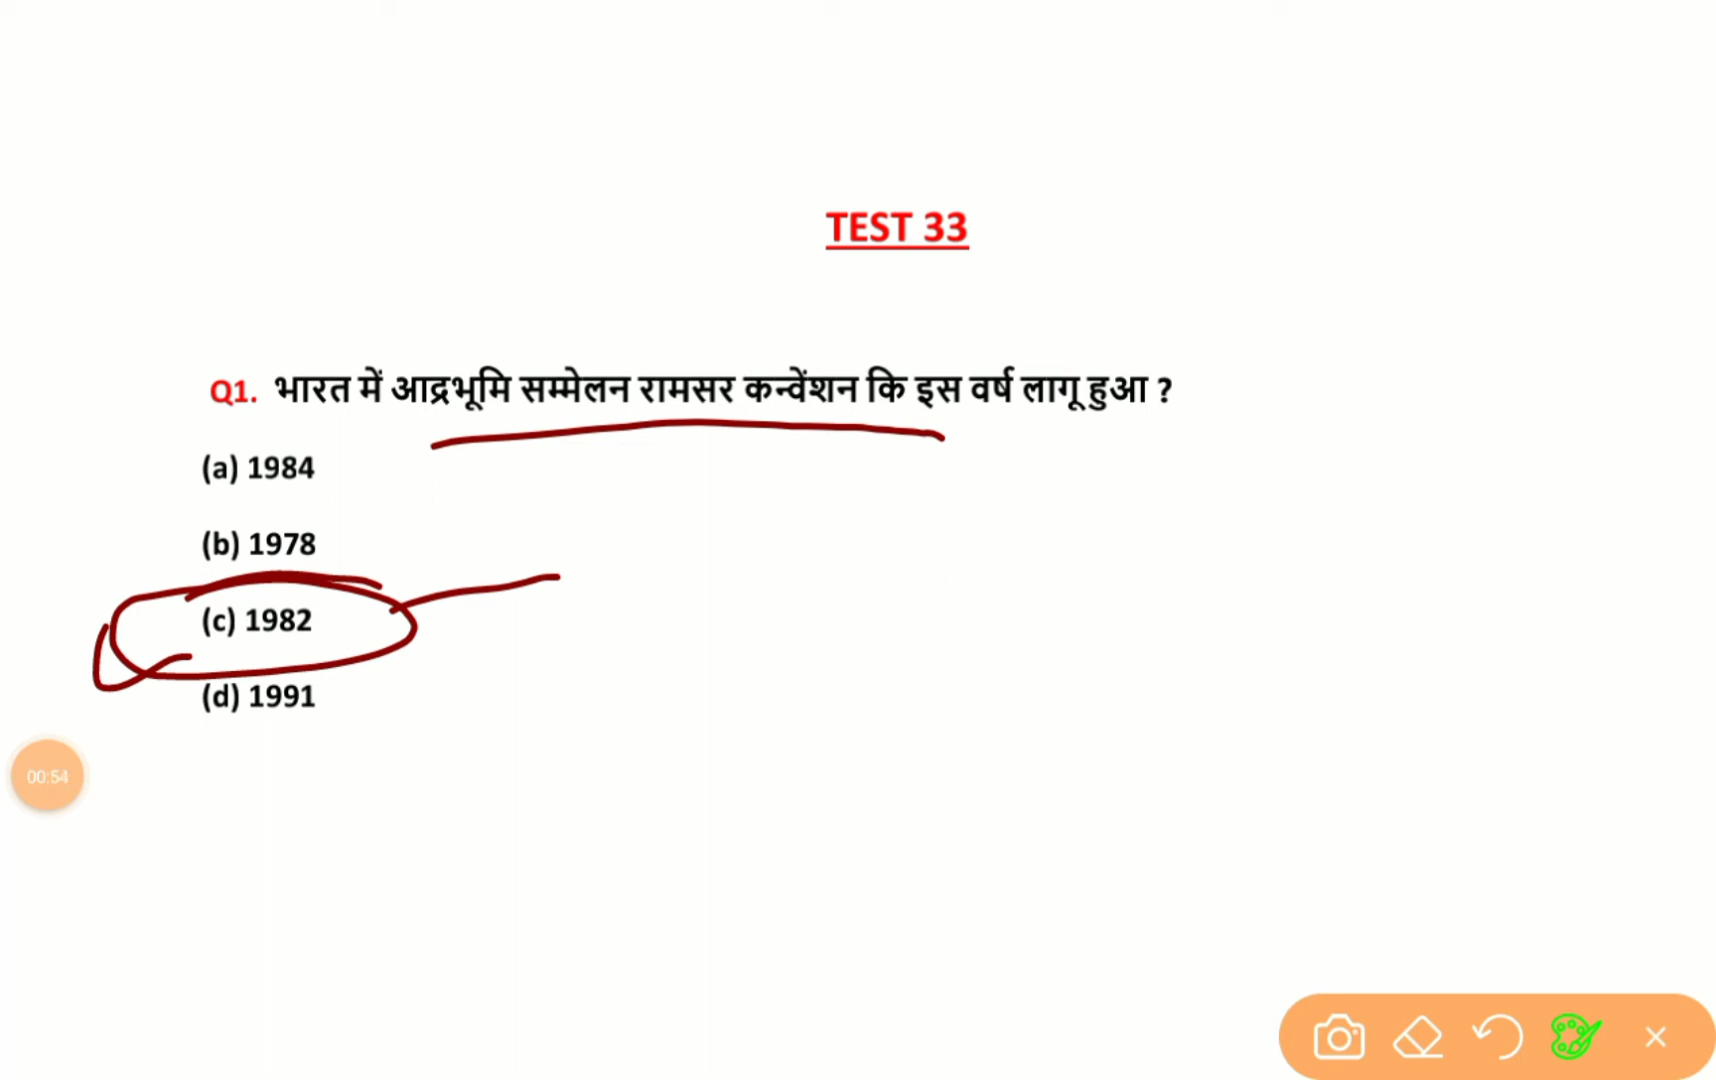 TEST 33
Q1. भारत में आद्रभूमि सम्मेलन रामसर कन्वेंशन कि इस वर्ष लागू हुआ ?
(a) 1984
(b) 1978
(c) 1982
(d) 1991
00:54